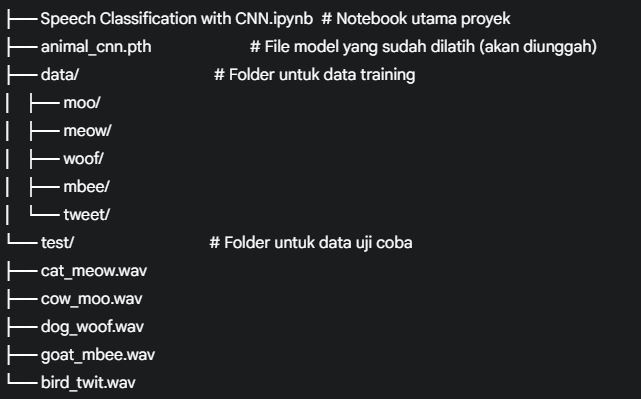 ├── Speech Classification with CNN.ipynb # Notebook utama proyek
├── animal_cnn.pth # File model yang sudah dilatih (akan diunggah)
├── data/ # Folder untuk data training
│ ├── moo/
│ ├── meow/
│ ├── woof/
│ ├── mbee/
│ └── tweet/
└── test/ # Folder untuk data uji coba
├── cat_meow.wav
├── cow_moo.wav
├── dog_woof.wav
├── goat_mbee.wav
└── bird_twit.wav